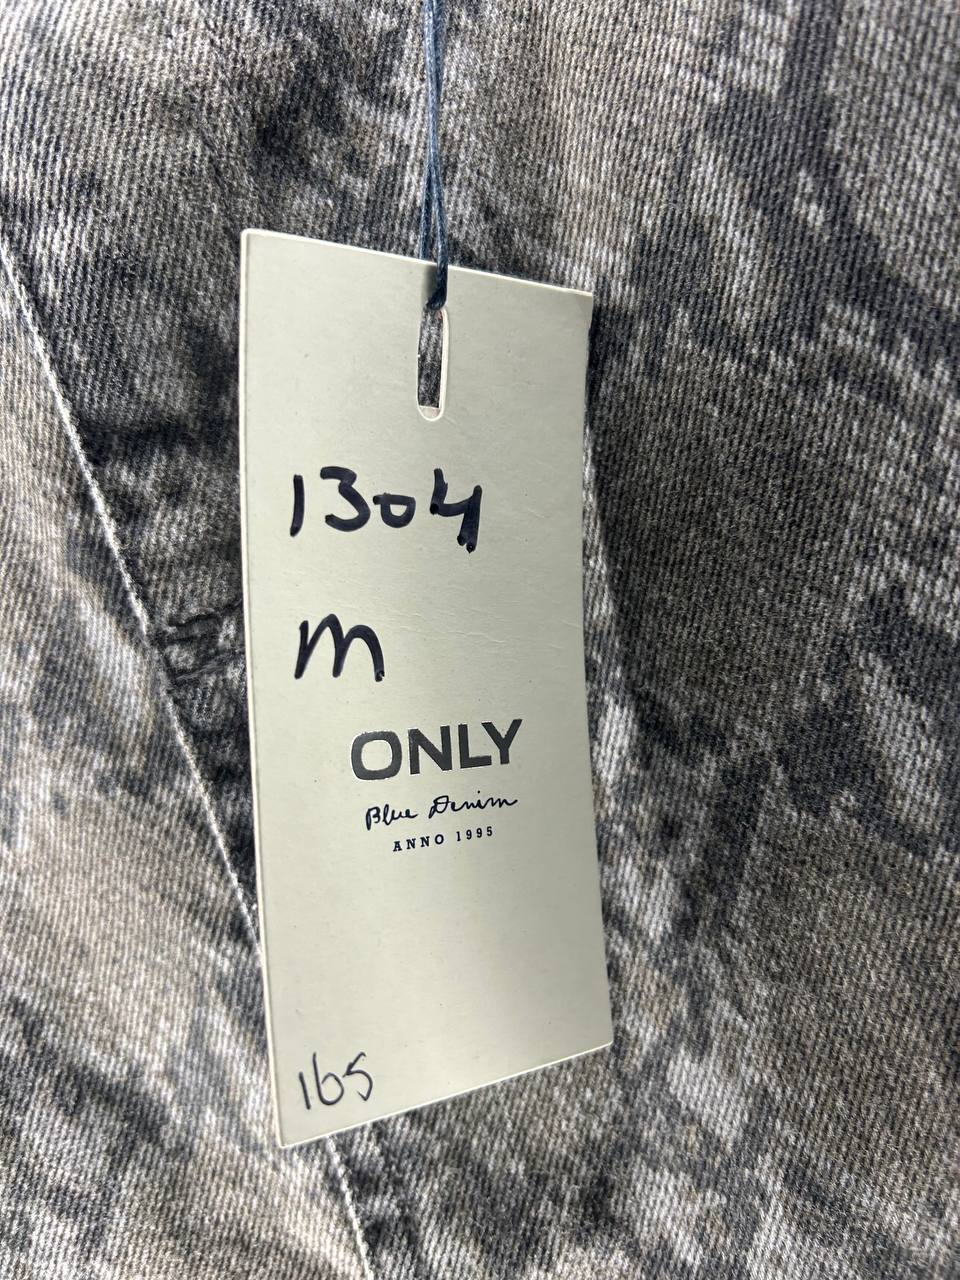 1304
M
ONLY
Blue Denim
ANNO 1995
165